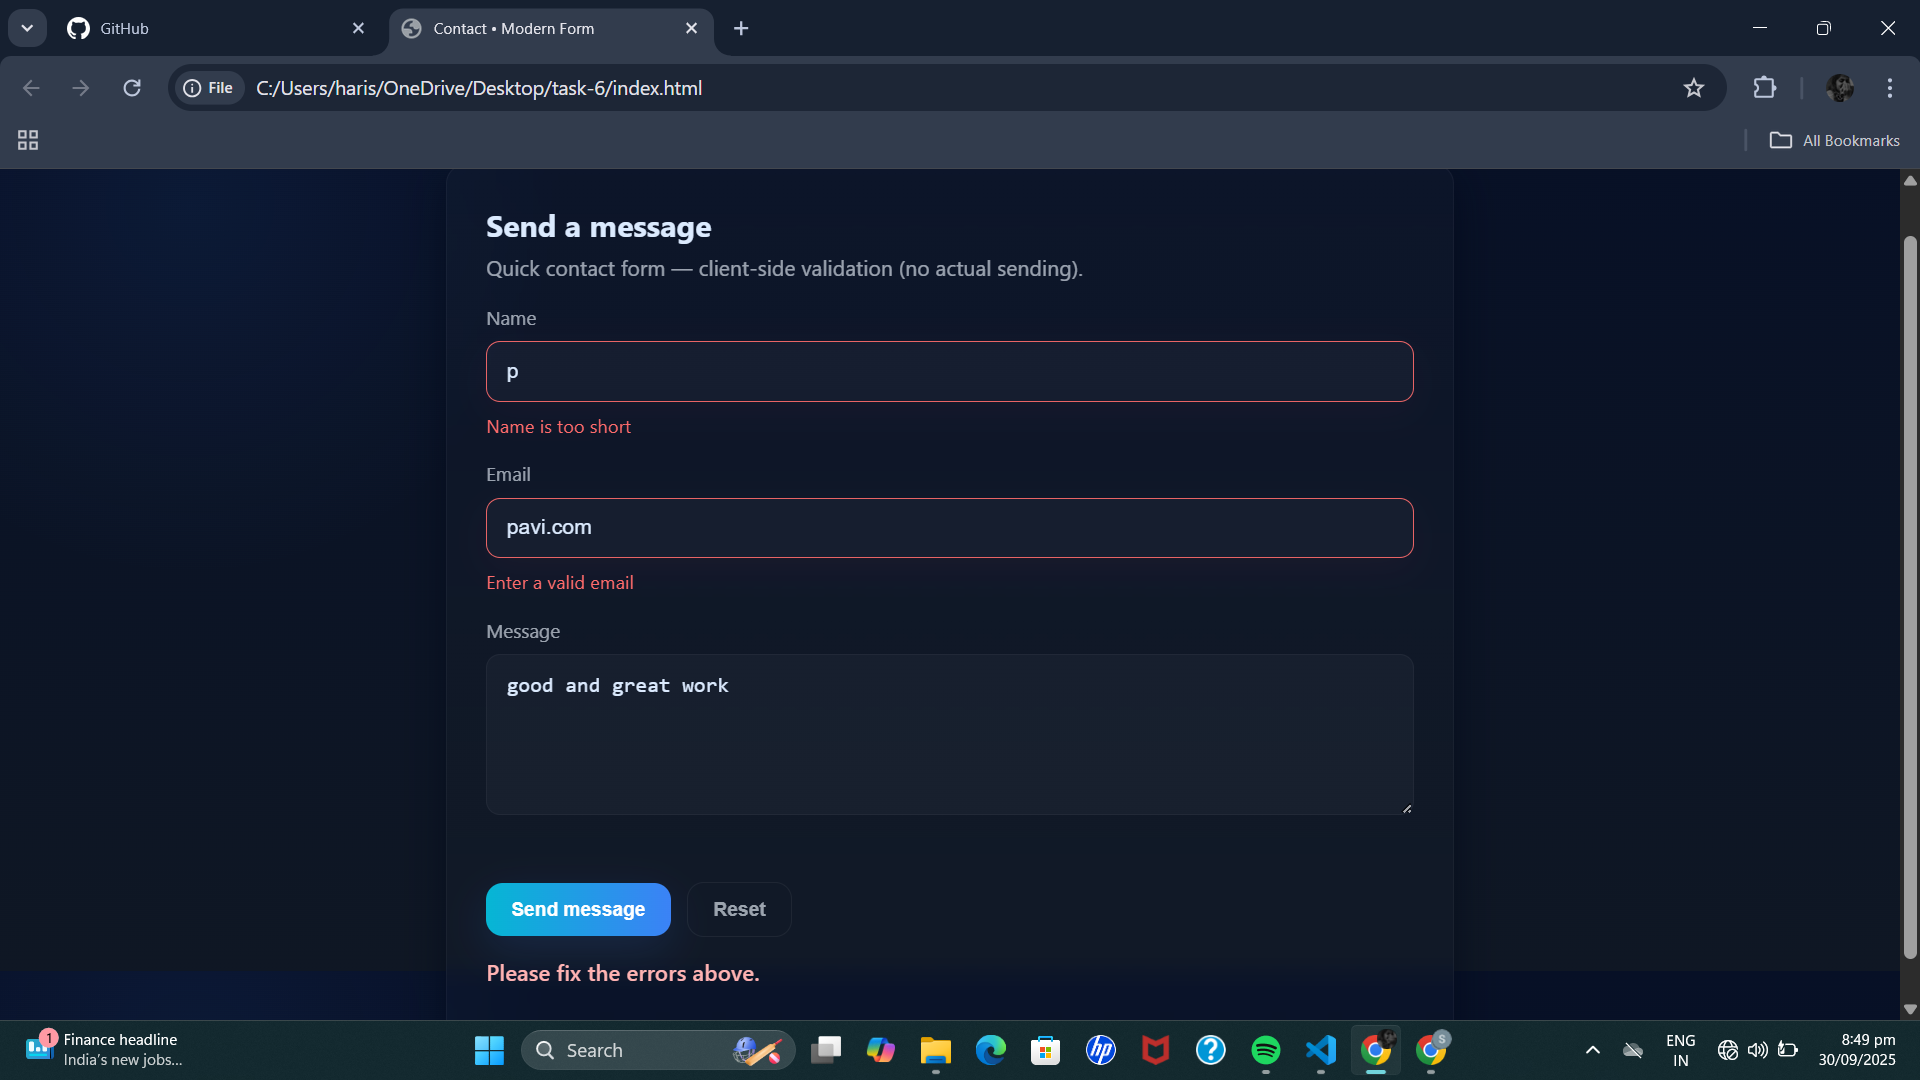 GitHub
Contact • Modern Form
File
C:/Users/haris/OneDrive/Desktop/task-6/index.html
All Bookmarks
Send a message
Quick contact form — client-side validation (no actual sending).
Name
p
Name is too short
Email
pavi.com
Enter a valid email
Message
good and great work
Send message
Reset
Please fix the errors above.
1
Finance headline
India's new jobs...
Search
hp
S
ENG
IN
8:49 pm
30/09/2025